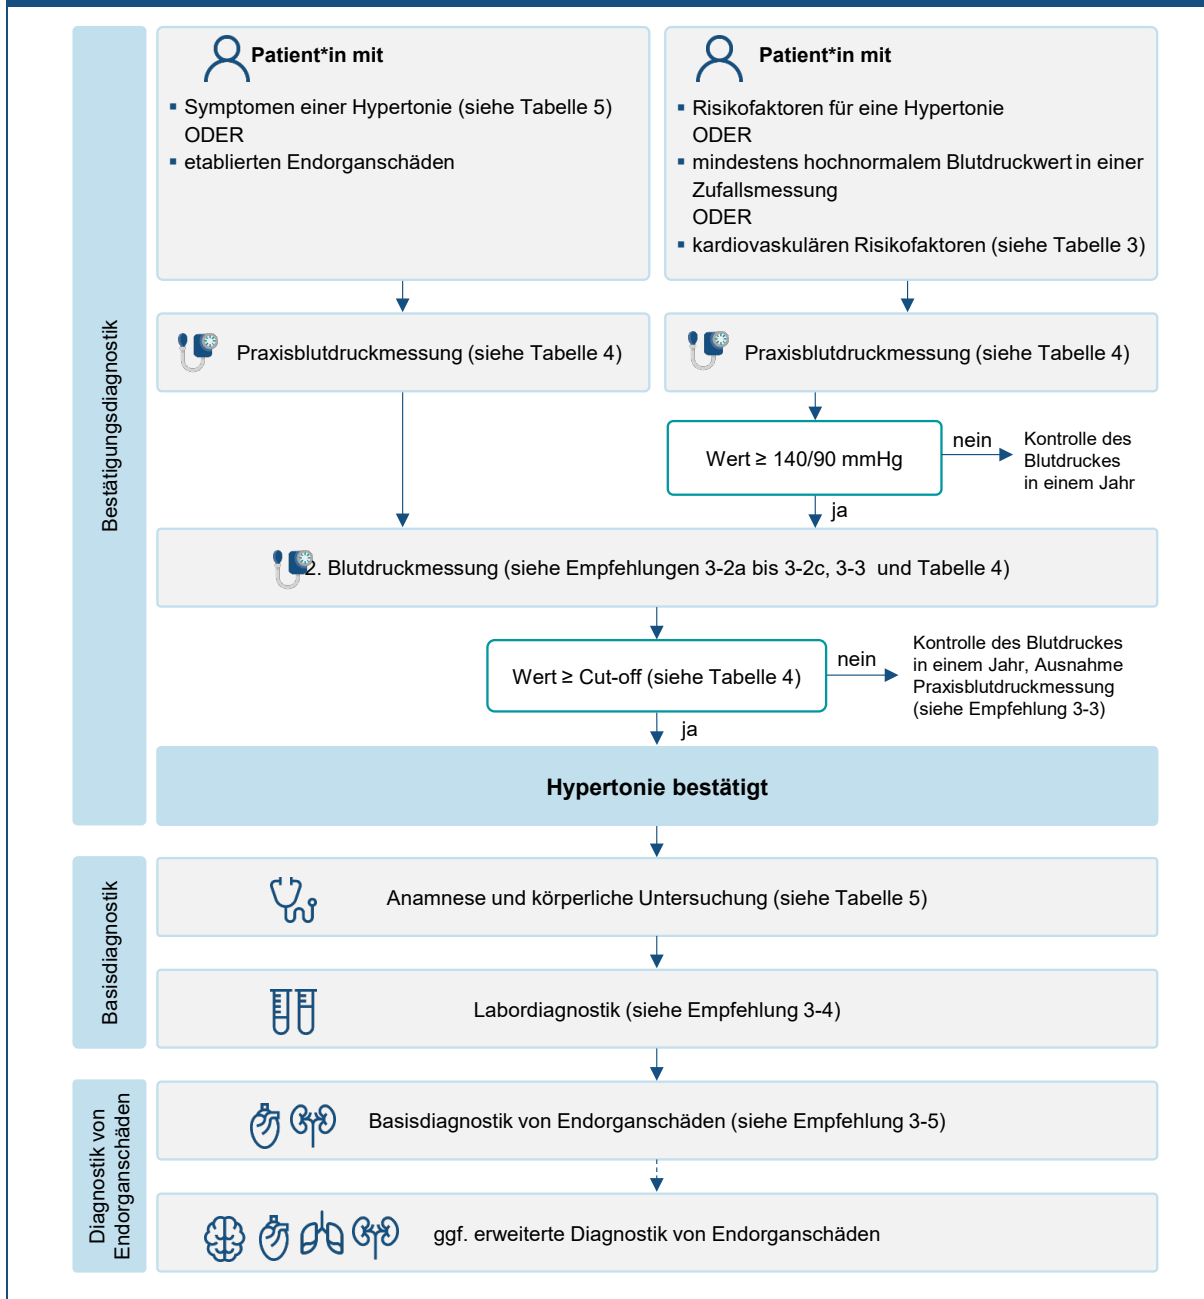 Bestätigungsdiagnostik
Patient*in mit
▪ Symptomen einer Hypertonie (siehe Tabelle 5)
ODER
▪ etablierten Endorganschäden
Patient*in mit
▪ Risikofaktoren für eine Hypertonie
ODER
▪ mindestens hochnormalem Blutdruckwert in einer
Zufallsmessung
ODER
▪ kardiovaskulären Risikofaktoren (siehe Tabelle 3)
Praxisblutdruckmessung (siehe Tabelle 4)
Praxisblutdruckmessung (siehe Tabelle 4)
Wert ≥ 140/90 mmHg
nein
Kontrolle des
Blutdruckes
in einem Jahr
ja
2. Blutdruckmessung (siehe Empfehlungen 3-2a bis 3-2c, 3-3 und Tabelle 4)
Wert ≥ Cut-off (siehe Tabelle 4)
nein
Kontrolle des Blutdruckes
in einem Jahr, Ausnahme
Praxisblutdruckmessung
(siehe Empfehlung 3-3)
ja
Hypertonie bestätigt
Basisdiagnostik
Anamnese und körperliche Untersuchung (siehe Tabelle 5)
Labordiagnostik (siehe Empfehlung 3-4)
Diagnostik von
Endorganschäden
Basisdiagnostik von Endorganschäden (siehe Empfehlung 3-5)
ggf. erweiterte Diagnostik von Endorganschäden